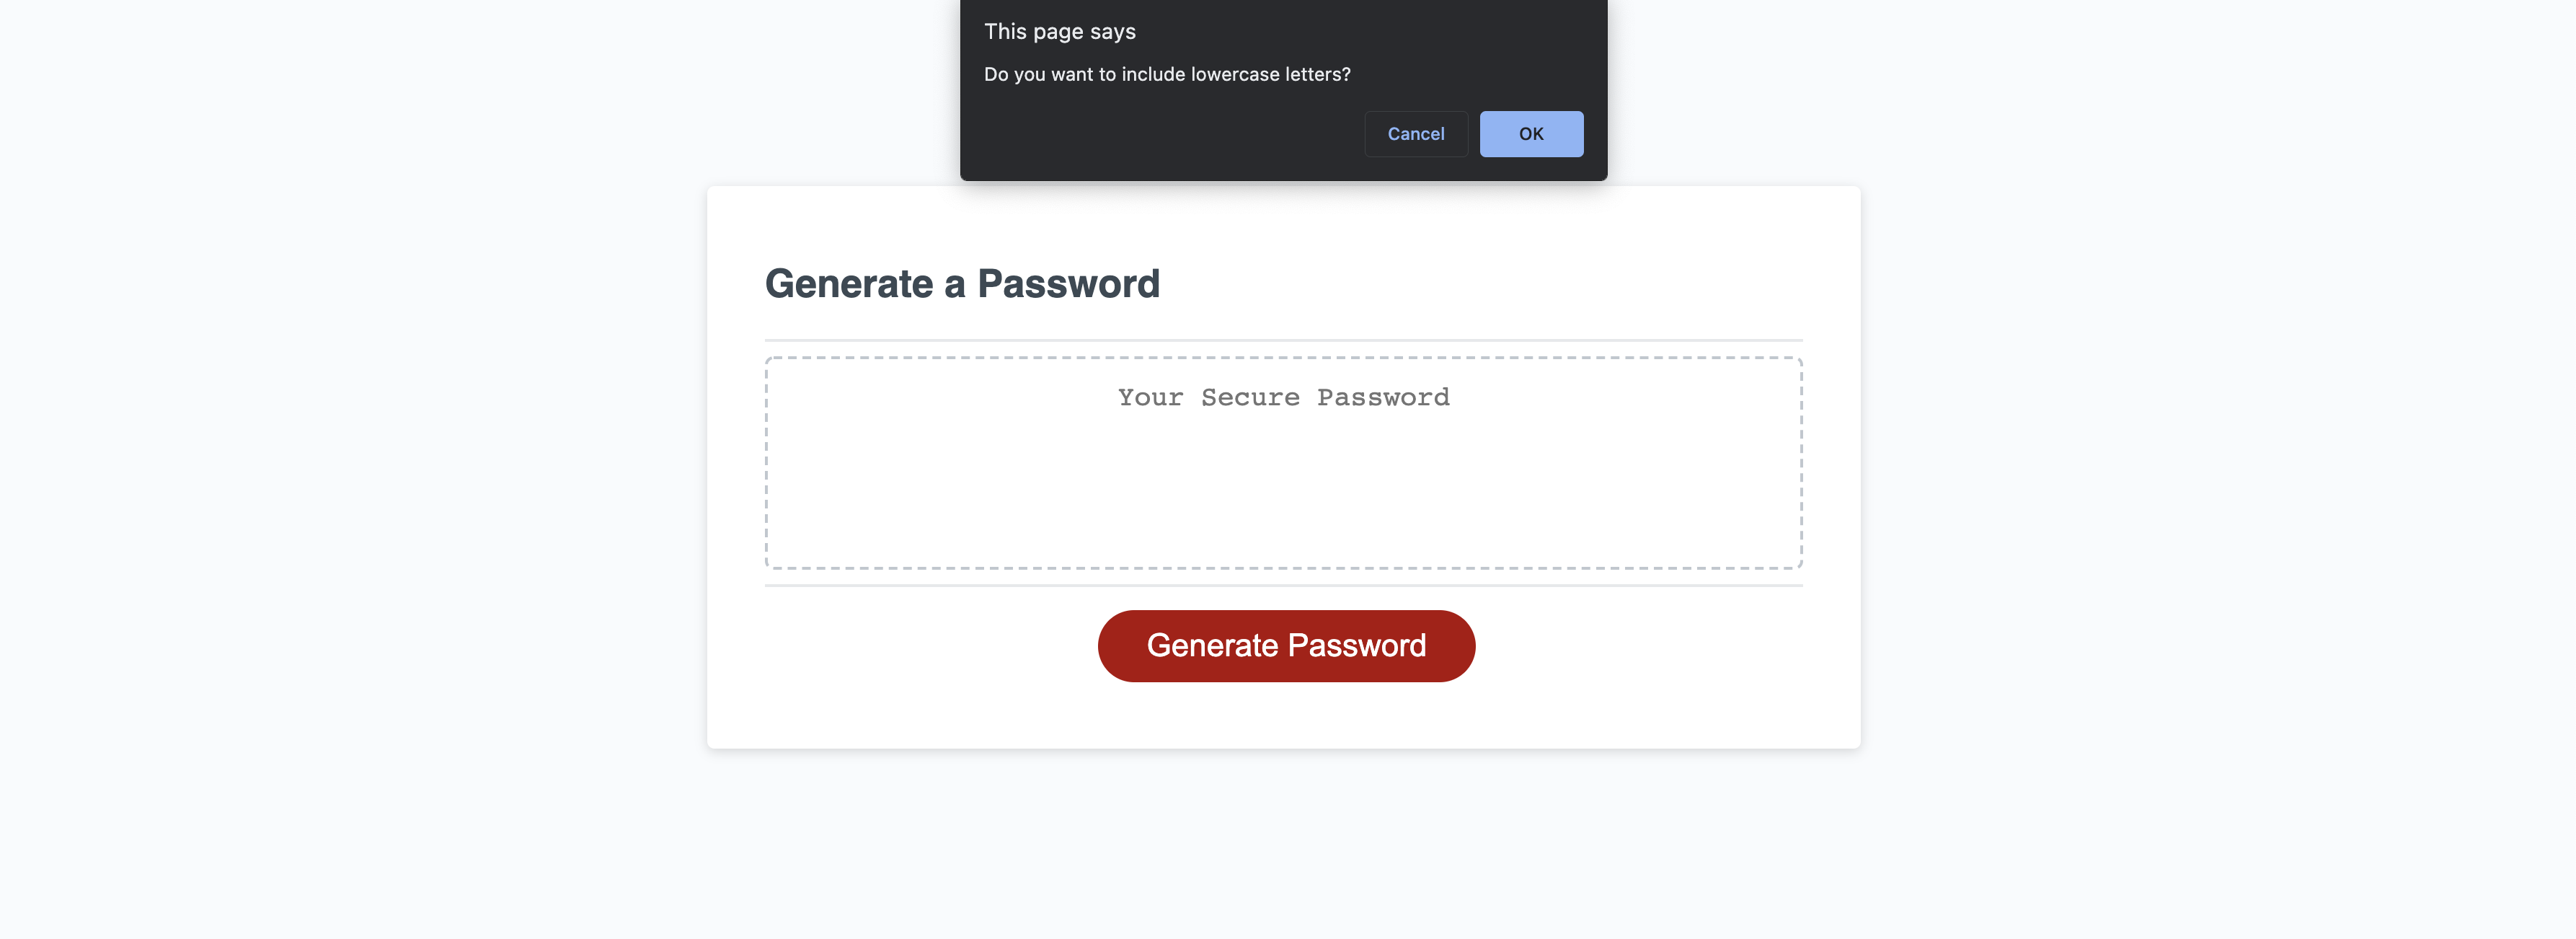 This page says
Do you want to include lowercase letters?
Cancel OK
Generate a Password
Your Secure Password
Generate Password